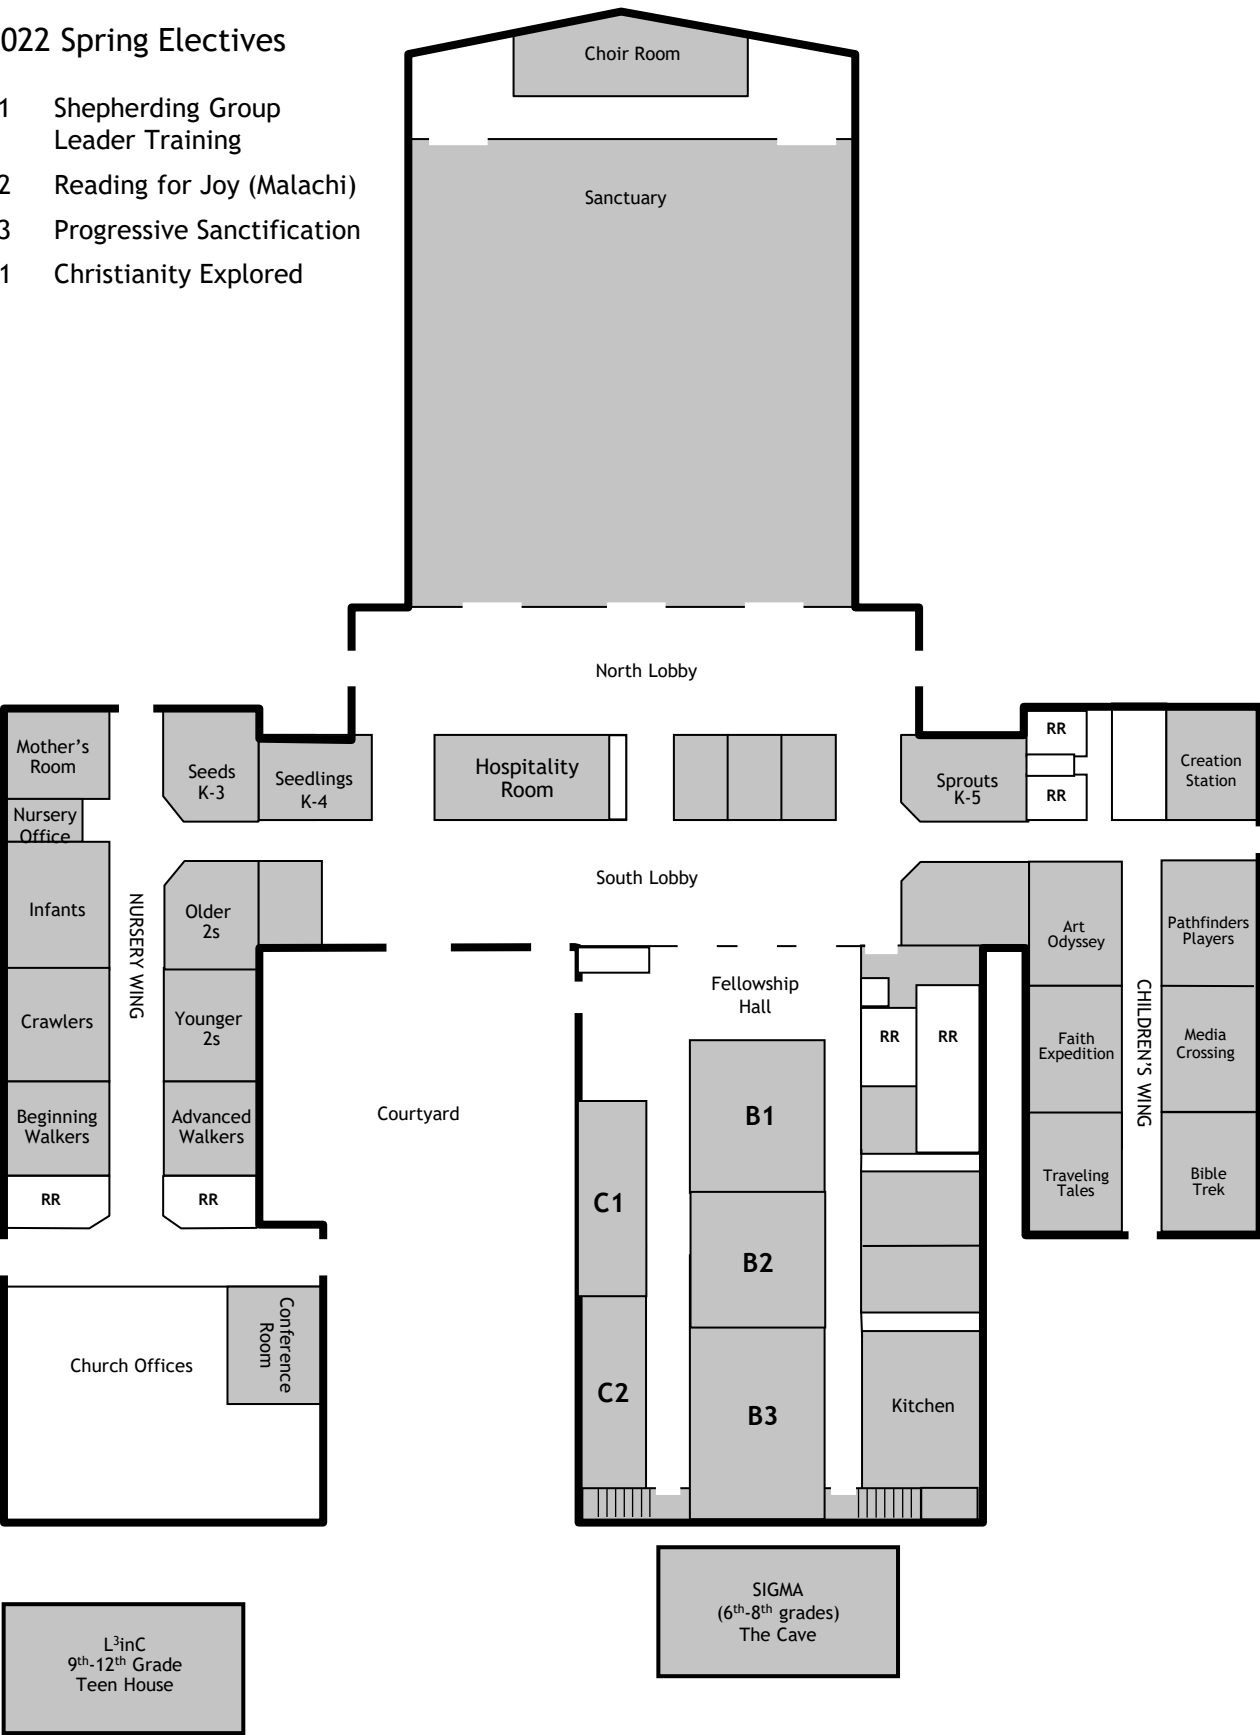 022 Spring Electives
1 Shepherding Group
Leader Training
2 Reading for Joy (Malachi)
3 Progressive Sanctification
1 Christianity Explored
Choir Room
Sanctuary
North Lobby
Mother's
Room
Nursery
Office
Seeds
K-3
Seedlings
K-4
Hospitality
Room
Sprouts
K-5
RR
RR
Creation
Station
South Lobby
Infants
NURSERY WING
Older
2s
Crawlers
Younger
2s
Beginning
Walkers
Advanced
Walkers
RR
RR
Courtyard
Fellowship
Hall
RR
RR
Art
Odyssey
Pathfinders
Players
Faith
Expedition
CHILDREN'S WING
Media
Crossing
Traveling
Tales
Bible
Trek
B1
C1
B2
C2
B3
Kitchen
Church Offices
Conference
Room
SIGMA
(6th-8th grades)
The Cave
L³inC
9th-12th Grade
Teen House